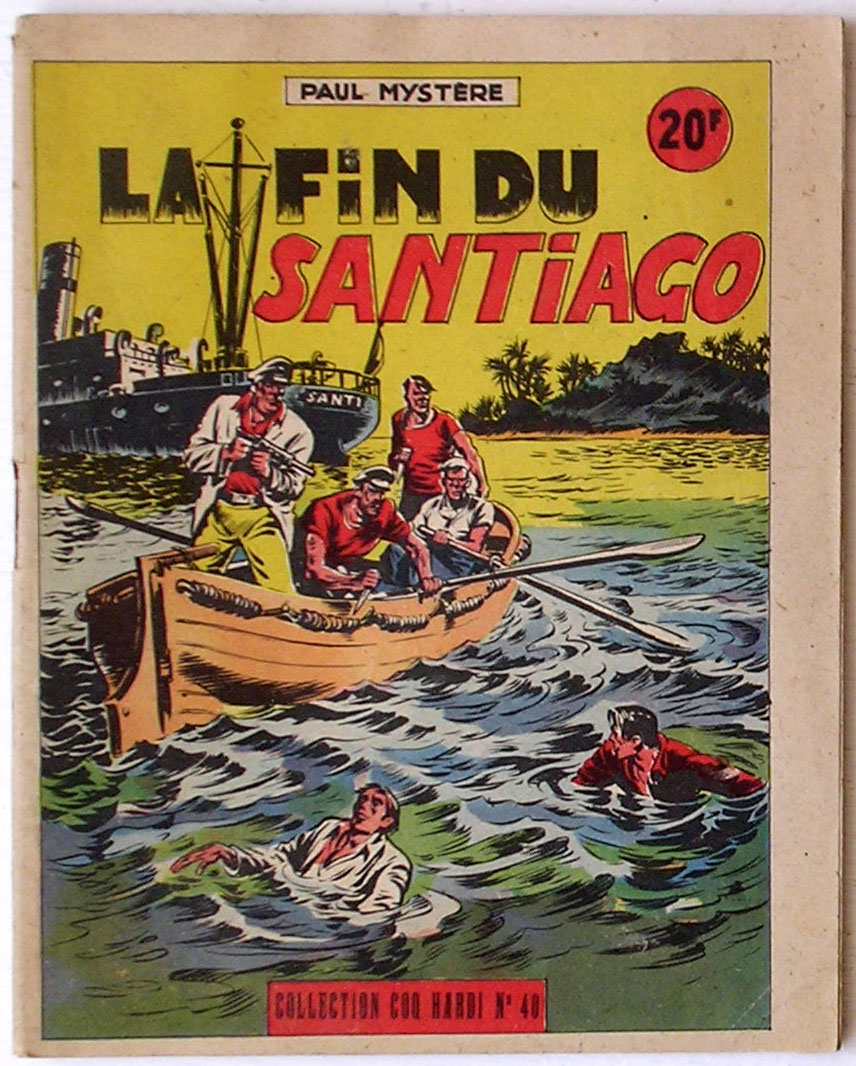 PAUL MYSTÈRE
20F
LA FiN DU
SANTiAGO
SANTI
COLLECTION COQ HARDI Nº 40